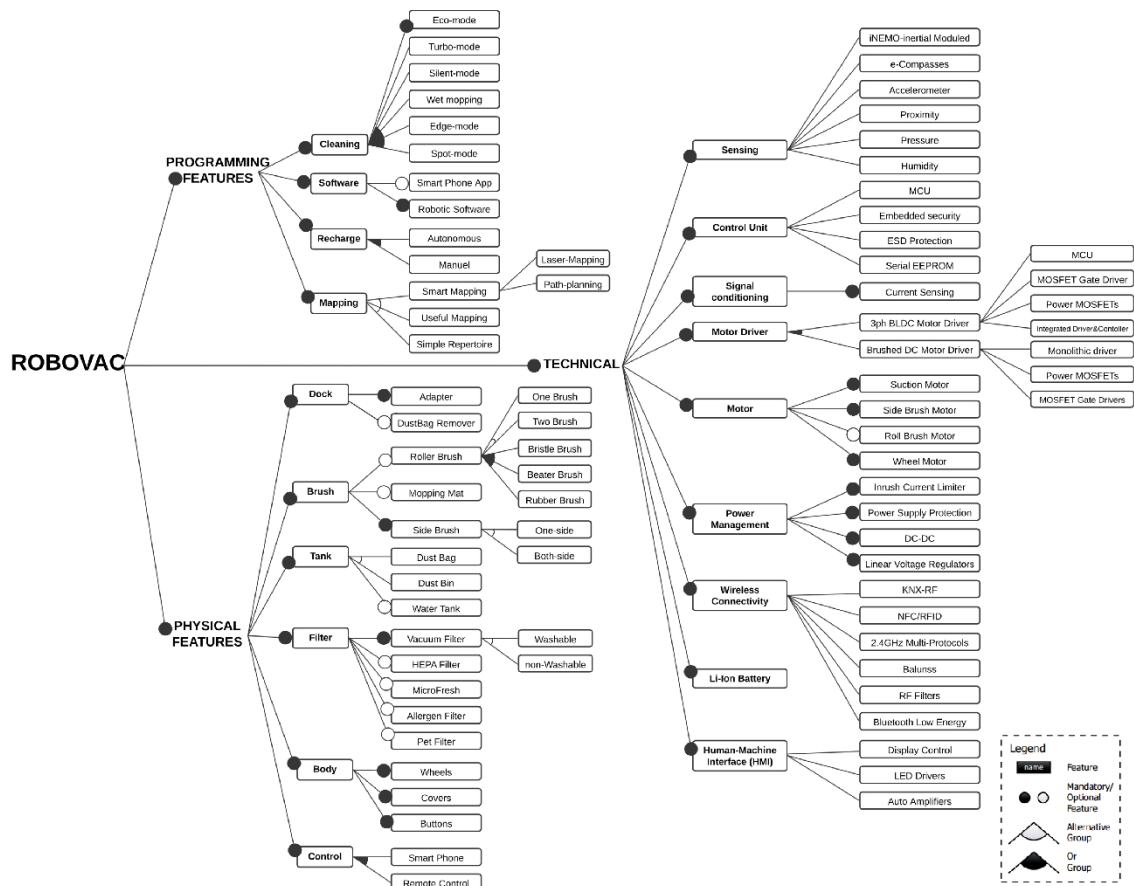 ROBOVAC
PROGRAMMING
FEATURES
Cleaning
Eco-mode
Turbo-mode
Silent-mode
Wet mopping
Edge-mode
Spot-mode
Software
Smart Phone App
Robotic Software
Recharge
Autonomous
Manuel
Mapping
Smart Mapping
Laser-Mapping
Path-planning
Useful Mapping
Simple Repertoire
PHYSICAL
FEATURES
Dock
Adapter
DustBag Remover
Brush
Roller Brush
One Brush
Two Brush
Bristle Brush
Beater Brush
Rubber Brush
Mopping Mat
Side Brush
One-side
Both-side
Tank
Dust Bag
Dust Bin
Water Tank
Filter
Vacuum Filter
Washable
non-Washable
HEPA Filter
MicroFresh
Allergen Filter
Pet Filter
Body
Wheels
Covers
Buttons
Control
Smart Phone
Remote Control
TECHNICAL
Sensing
iNEMO-inertial Moduled
e-Compasses
Accelerometer
Proximity
Pressure
Humidity
Control Unit
MCU
Embedded security
ESD Protection
Serial EEPROM
Signal
conditioning
Current Sensing
Motor Driver
3ph BLDC Motor Driver
MCU
MOSFET Gate Driver
Power MOSFETs
Integrated Driver&Contoller
Brushed DC Motor Driver
Monolithic driver
Power MOSFETs
MOSFET Gate Drivers
Motor
Suction Motor
Side Brush Motor
Roll Brush Motor
Wheel Motor
Power
Management
Inrush Current Limiter
Power Supply Protection
DC-DC
Linear Voltage Regulators
Wireless
Connectivity
KNX-RF
NFC/RFID
2.4GHz Multi-Protocols
Balunss
RF Filters
Bluetooth Low Energy
Li-Ion Battery
Human-Machine
Interface (HMI)
Display Control
LED Drivers
Auto Amplifiers
Legend
name
Feature
Mandatory/
Optional
Feature
Alternative
Group
Or
Group